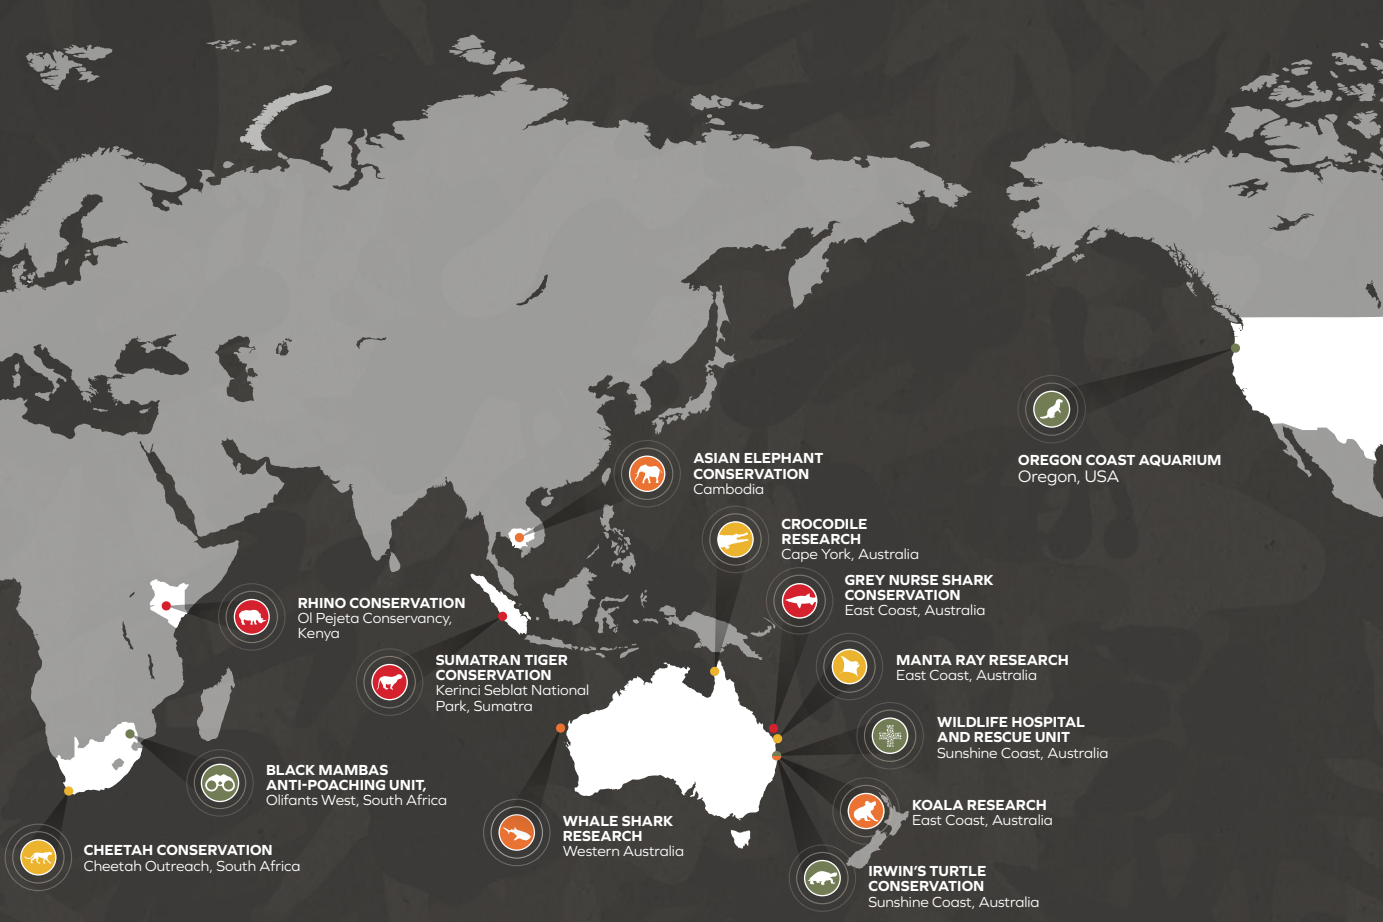 ASIAN ELEPHANT
CONSERVATION
Cambodia
OREGON COAST AQUARIUM
Oregon, USA
CROCODILE
RESEARCH
Cape York, Australia
GREY NURSE SHARK
CONSERVATION
East Coast, Australia
RHINO CONSERVATION
Ol Pejeta Conservancy,
Kenya
SUMATRAN TIGER
CONSERVATION
Kerinci Seblat National
Park, Sumatra
MANTA RAY RESEARCH
East Coast, Australia
WILDLIFE HOSPITAL
AND RESCUE UNIT
Sunshine Coast, Australia
BLACK MAMBAS
ANTI-POACHING UNIT,
Olifants West, South Africa
KOALA RESEARCH
East Coast, Australia
WHALE SHARK
RESEARCH
Western Australia
CHEETAH CONSERVATION
Cheetah Outreach, South Africa
IRWIN'S TURTLE
CONSERVATION
Sunshine Coast, Australia